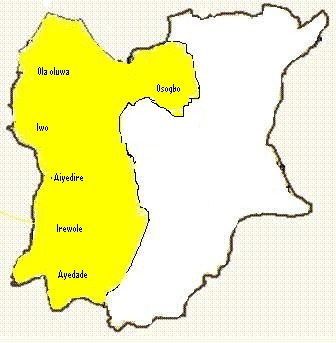 Ola oluwa
Osogbo
Iwo
Aiyedire
Irewole
Ayedade